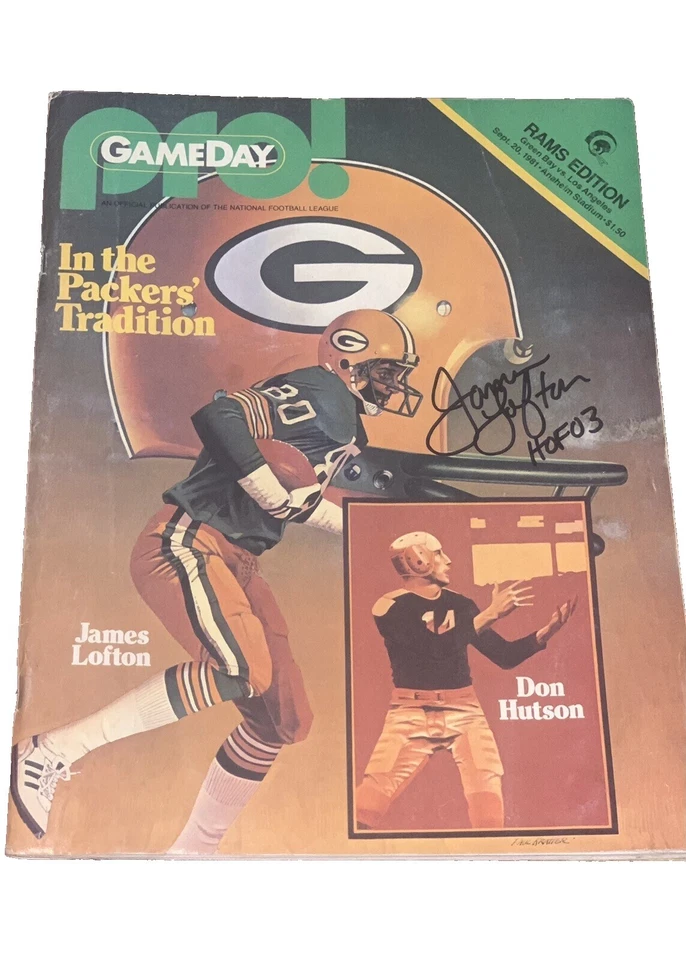 pro!
GAMEDAY
AN OFFICIAL PUBLICATION OF THE NATIONAL FOOTBALL LEAGUE
RAMS EDITION
Green Bay vs. Los Angeles
Sept. 20, 1981 • Anaheim Stadium • $1.50
In the
Packers'
Tradition
G
G
80
James
Lofton
HOF 03
14
James
Lofton
Don
Hutson